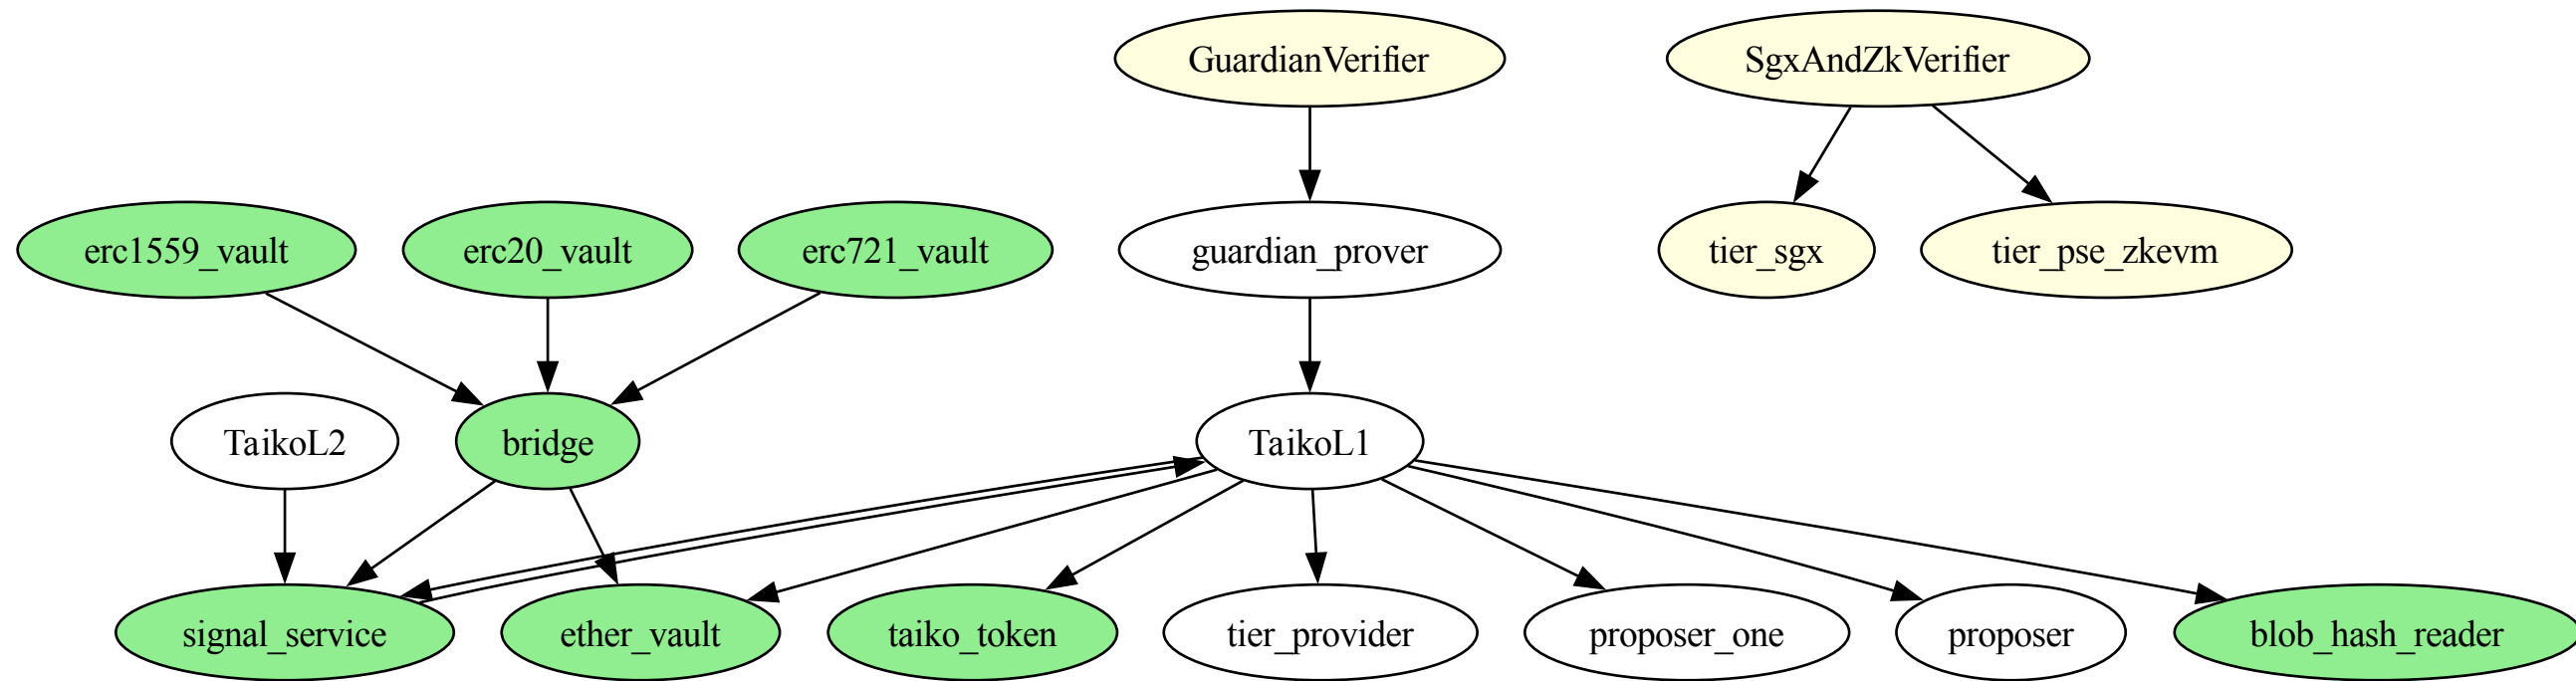 GuardianVerifier
SgxAndZkVerifier
erc1559_vault
erc20_vault
erc721_vault
guardian_prover
tier_sgx
tier_pse_zkevm
TaikoL2
bridge
TaikoL1
signal_service
ether_vault
taiko_token
tier_provider
proposer_one
proposer
blob_hash_reader